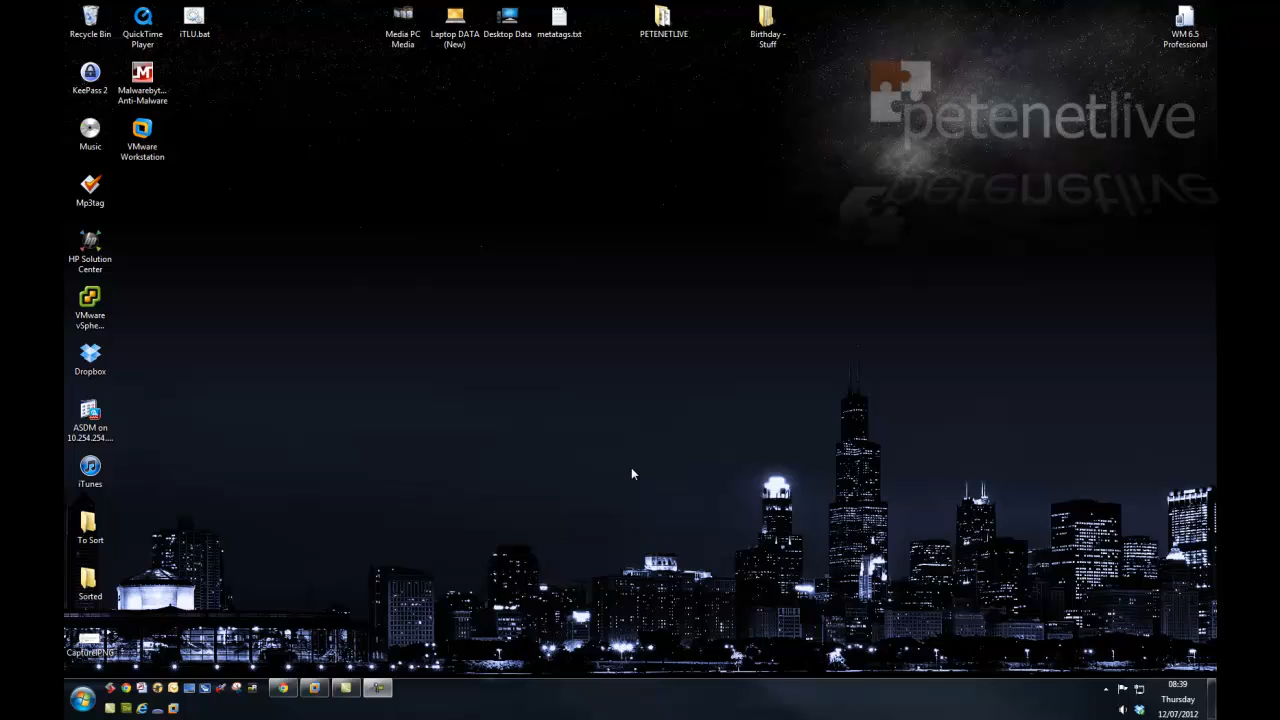 Recycle Bin
QuickTime
Player
iTLU.bat
Media PC
Media
Laptop DATA
(New)
Desktop Data
metatags.txt
PETENETLIVE
Birthday -
Stuff
WM 6.5
Professional
KeePass 2
Malwarebyt...
Anti-Malware
petenetlive
Music
VMware
Workstation
Mp3tag
HP Solution
Center
VMware
vSphe...
Dropbox
ASDM on
10.254.254....
iTunes
To Sort
Sorted
Capture.PNG
08:39
Thursday
12/07/2012